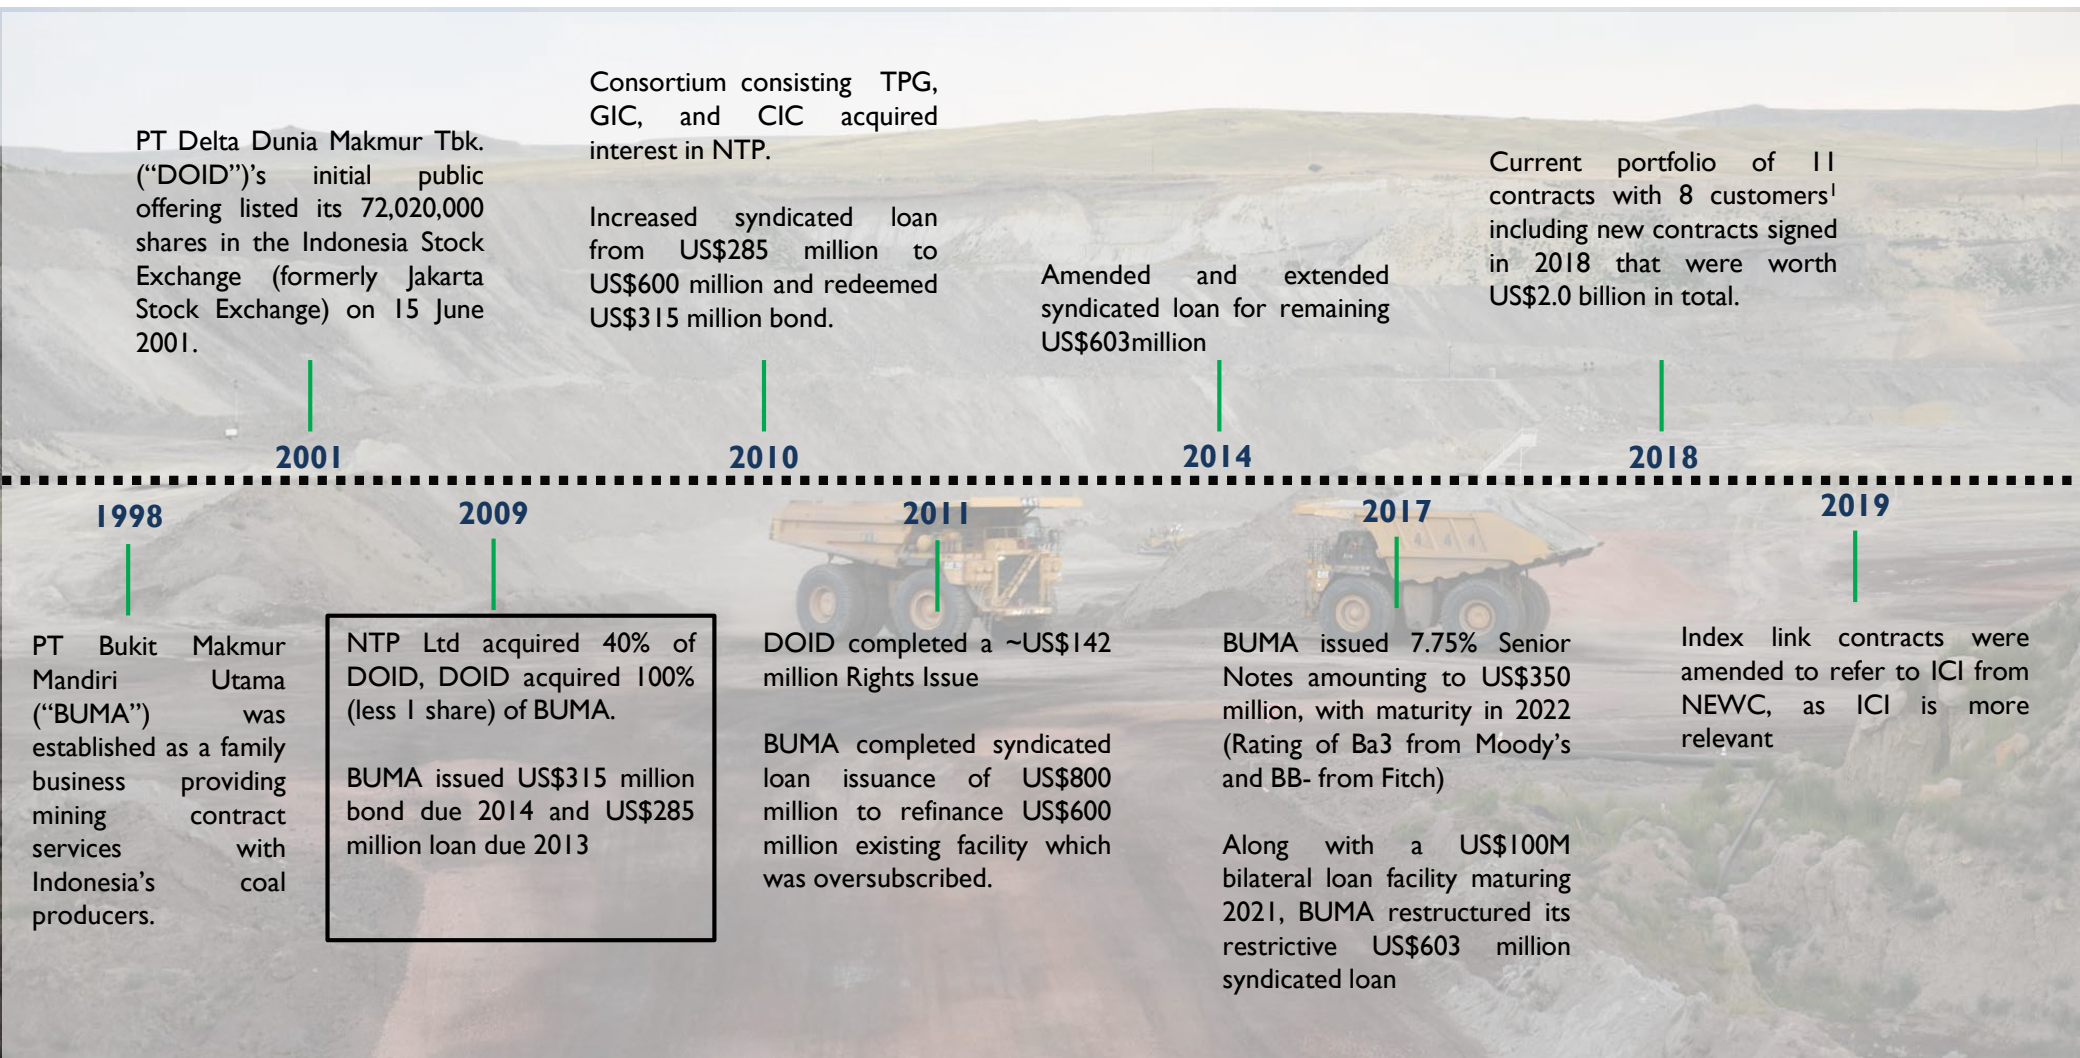 PT Delta Dunia Makmur Tbk.
(“DOID”)’s initial public
offering listed its 72,020,000
shares in the Indonesia Stock
Exchange (formerly Jakarta
Stock Exchange) on 15 June
2001.
Consortium consisting TPG,
GIC, and CIC acquired
interest in NTP.
Increased syndicated loan
from US$285 million to
US$600 million and redeemed
US$315 million bond.
Amended and extended
syndicated loan for remaining
US$603million
Current portfolio of 11
contracts with 8 customers¹
including new contracts signed
in 2018 that were worth
US$2.0 billion in total.
2001
2010
2014
2018
1998
2009
2011
2017
2019
PT Bukit Makmur
Mandiri Utama
(“BUMA”) was
established as a family
business providing
mining contract
services with
Indonesia’s coal
producers.
NTP Ltd acquired 40% of
DOID, DOID acquired 100%
(less 1 share) of BUMA.
BUMA issued US$315 million
bond due 2014 and US$285
million loan due 2013
DOID completed a ~US$142
million Rights Issue
BUMA completed syndicated
loan issuance of US$800
million to refinance US$600
million existing facility which
was oversubscribed.
BUMA issued 7.75% Senior
Notes amounting to US$350
million, with maturity in 2022
(Rating of Ba3 from Moody’s
and BB- from Fitch)
Along with a US$100M
bilateral loan facility maturing
2021, BUMA restructured its
restrictive US$603 million
syndicated loan
Index link contracts were
amended to refer to ICI from
NEWC, as ICI is more
relevant